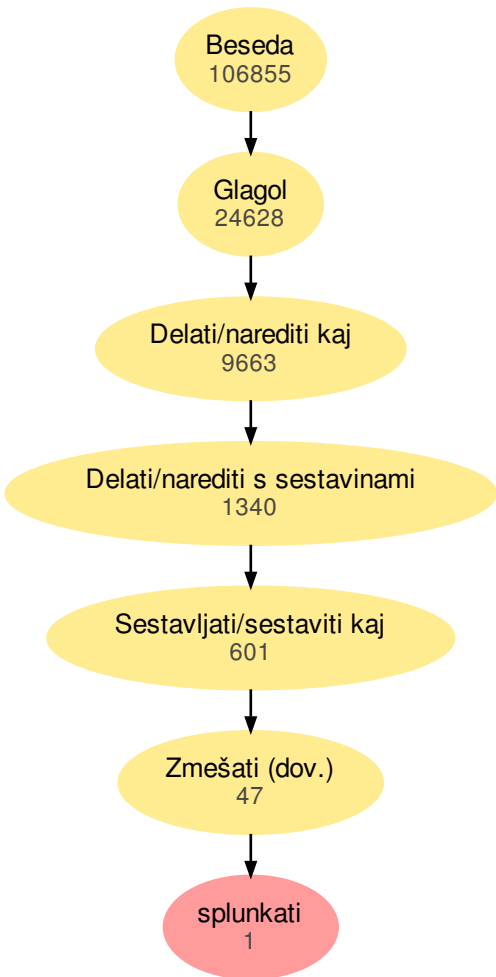 Beseda
106855
Glagol
24628
Delati/narediti kaj
9663
Delati/narediti s sestavinami
1340
Sestavljati/sestaviti kaj
601
Zmešati (dov.)
47
splunkati
1